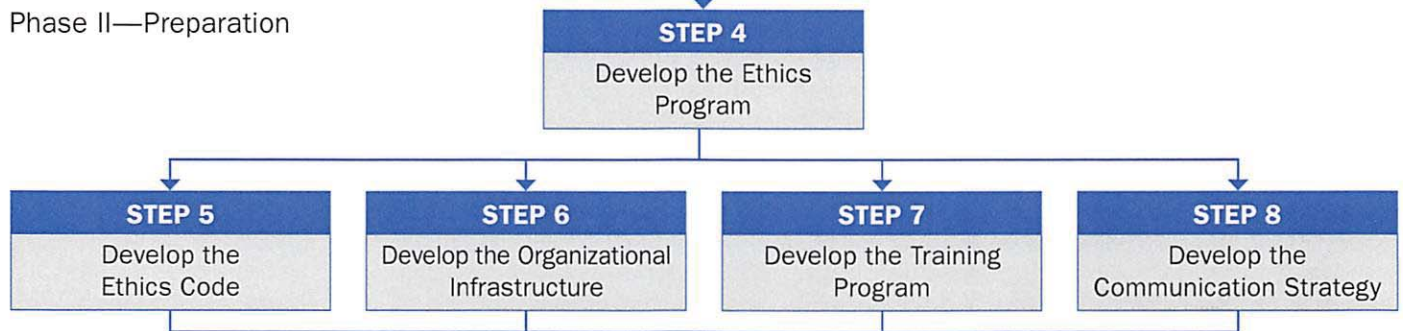 Phase II—Preparation
STEP 4
Develop the Ethics
Program
STEP 5
Develop the
Ethics Code
STEP 6
Develop the Organizational
Infrastructure
STEP 7
Develop the Training
Program
STEP 8
Develop the
Communication Strategy